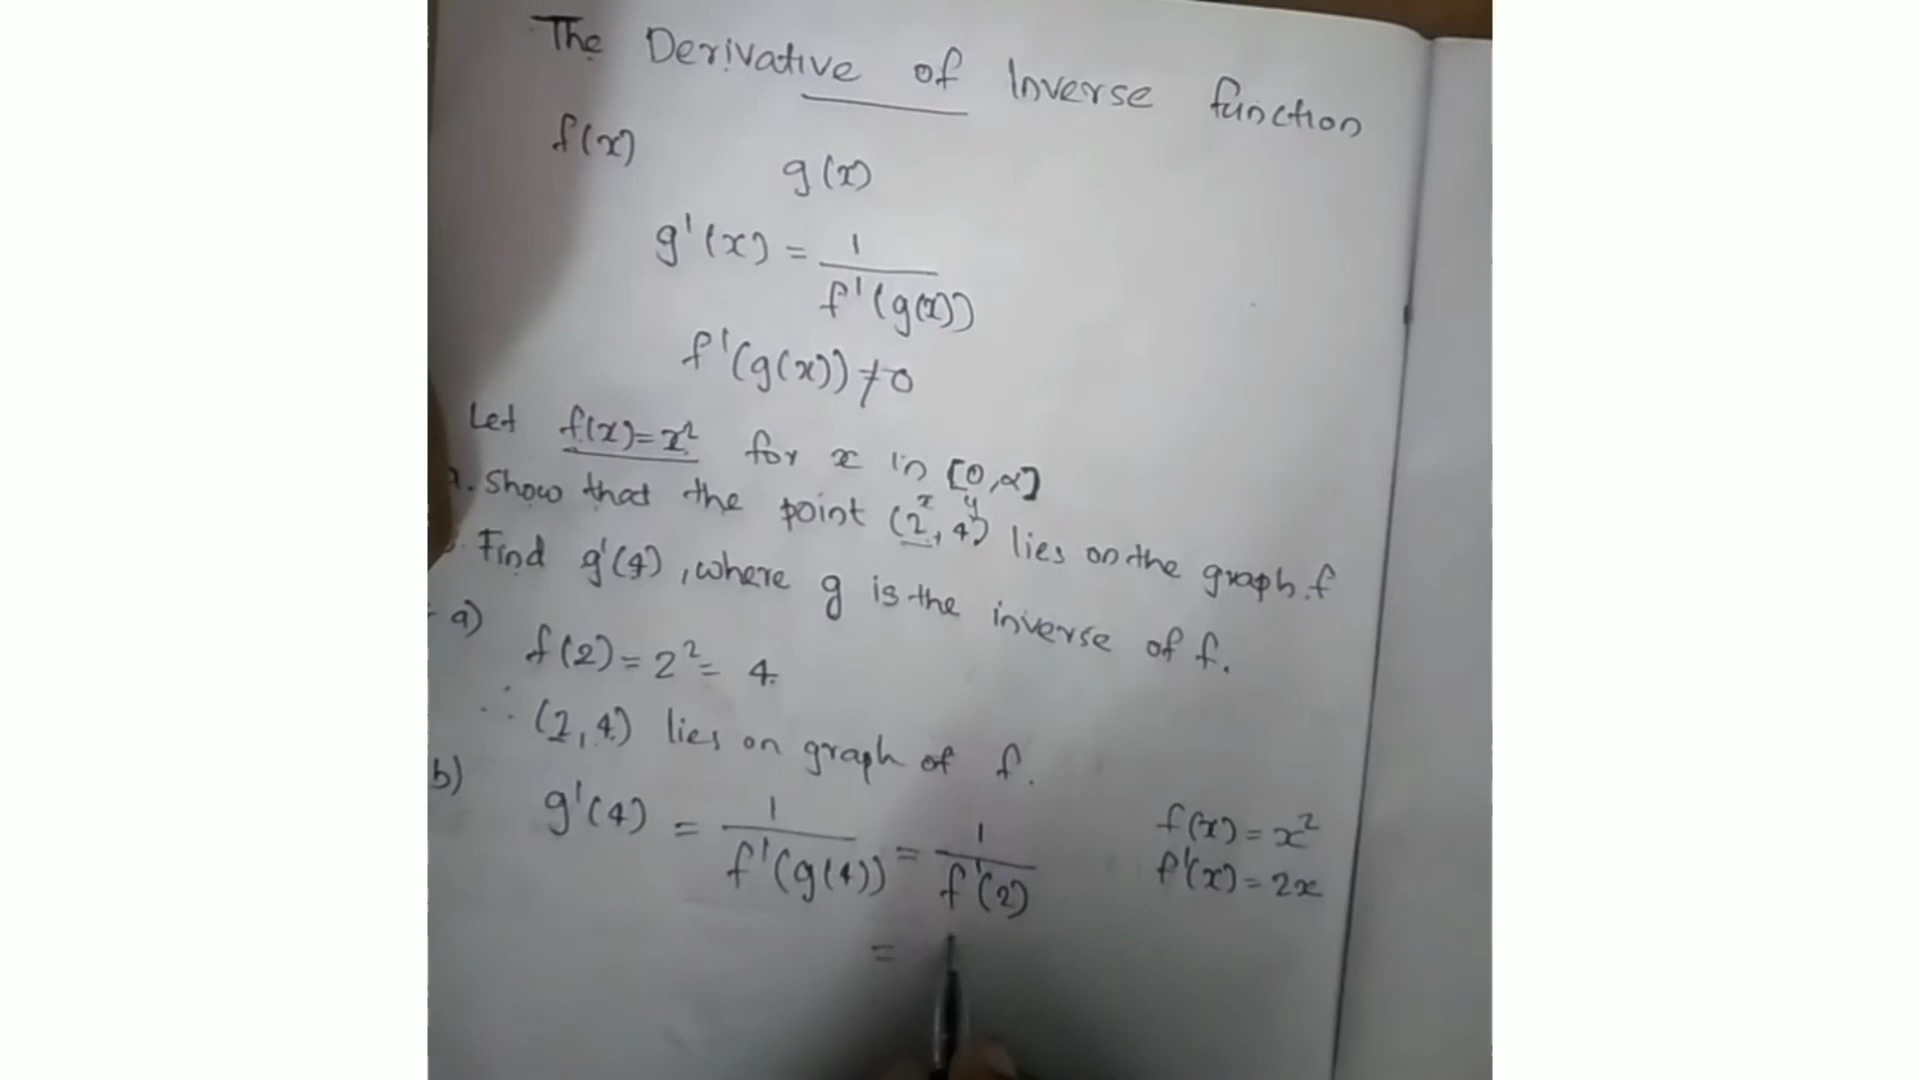 The Derivative of Inverse function
f(x) g(x)
g'(x) = 1/f'(g(x))
f'(g(x)) ≠ 0
Let f(x)=x² for x in [0,∝]
. Show that the point (2, 4) lies on the graph.f
x y
. Find g'(4), where g is the inverse of f.
a) f(2) = 2² = 4.
∴ (2,4) lies on graph of f.
b) g'(4) = 1/f'(g(4)) = 1/f'(2)
f(x) = x²
f'(x) = 2x
=